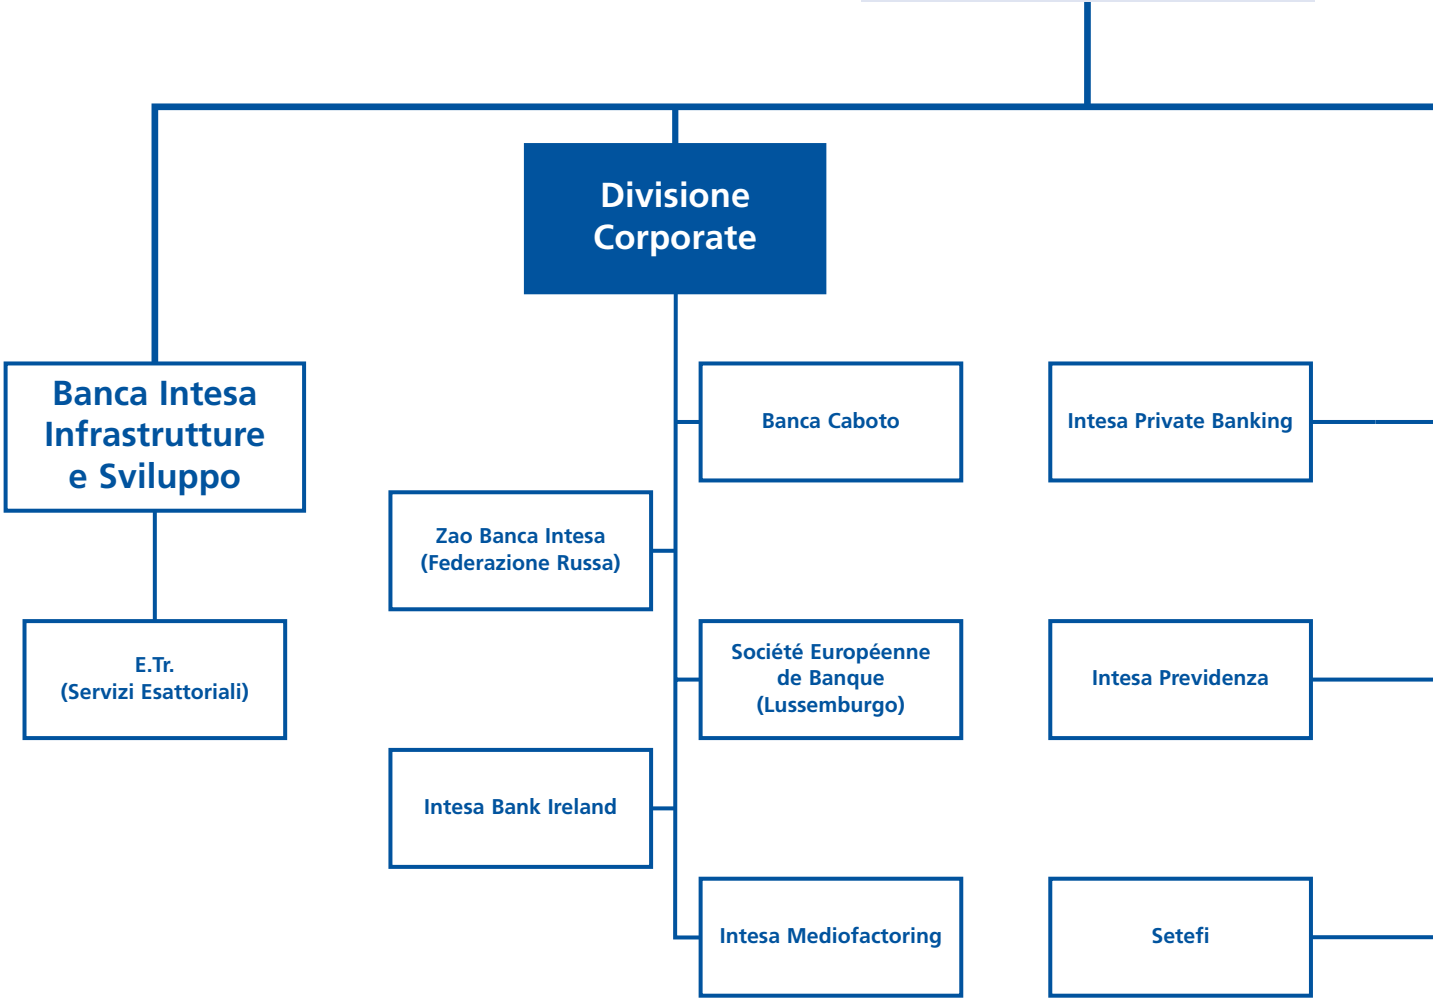 Divisione
Corporate
Banca Intesa
Infrastrutture
e Sviluppo
Banca Caboto
Intesa Private Banking
Zao Banca Intesa
(Federazione Russa)
E.Tr.
(Servizi Esattoriali)
Société Européenne
de Banque
(Lussemburgo)
Intesa Previdenza
Intesa Bank Ireland
Intesa Mediofactoring
Setefi